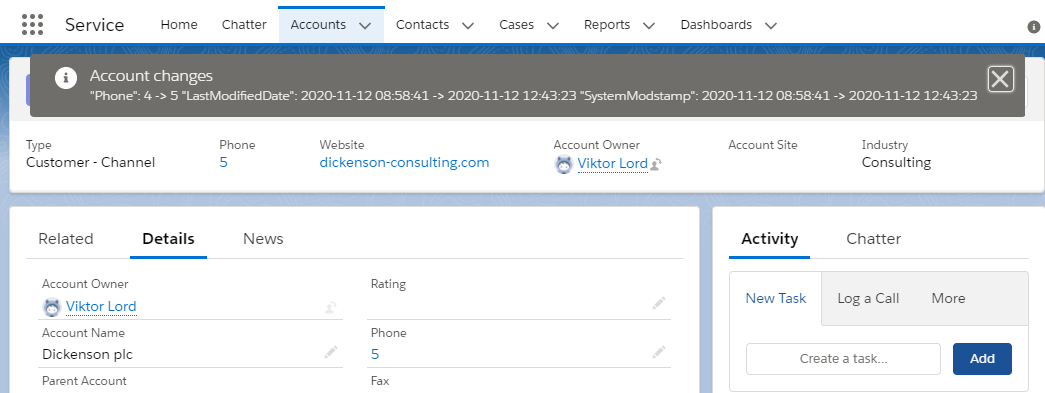 Service Home Chatter Accounts Contacts Cases Reports Dashboards
Account changes
"Phone": 4 -> 5 "LastModifiedDate": 2020-11-12 08:58:41 -> 2020-11-12 12:43:23 "SystemModstamp": 2020-11-12 08:58:41 -> 2020-11-12 12:43:23
Type Phone Website Account Owner Account Site Industry
Customer - Channel 5 dickenson-consulting.com Viktor Lord Consulting
Related Details News
Activity Chatter
Account Owner Rating
Viktor Lord
Account Name Phone
Dickenson plc 5
Parent Account Fax
New Task Log a Call More
Create a task... Add